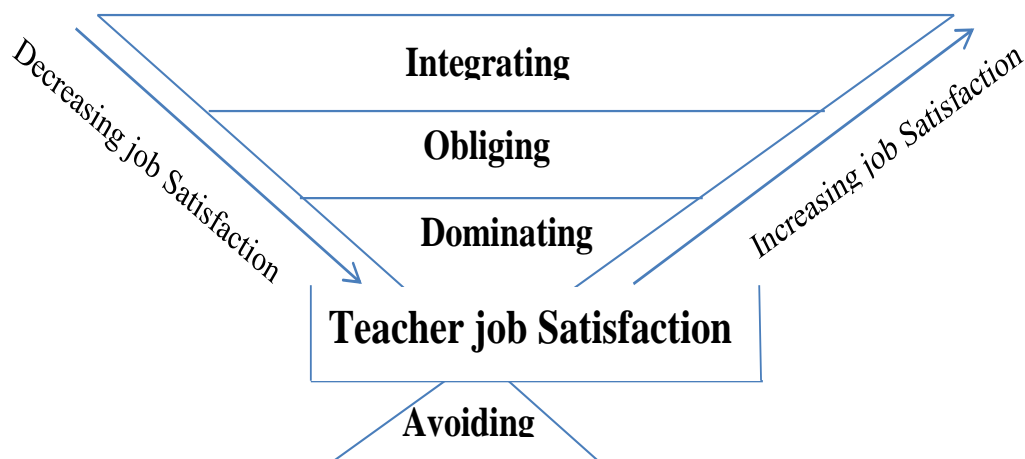 Integrating
Decreasing job Satisfaction
Increasing job Satisfaction
Obliging
Dominating
Teacher job Satisfaction
Avoiding